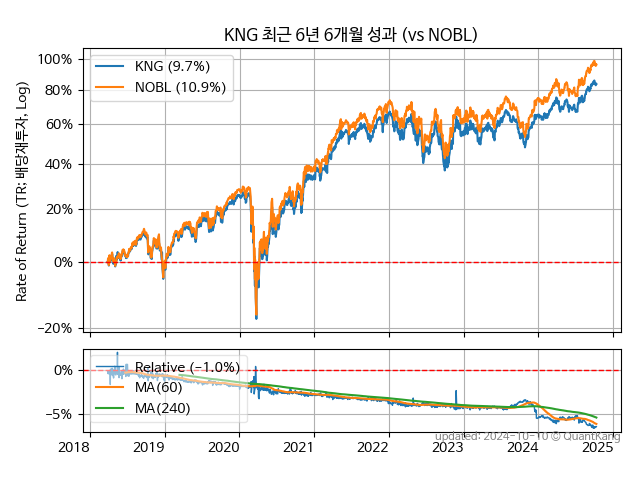 KNG 최근 6년 6개월 성과 (vs NOBL)
Rate of Return (TR; 배당재투자, Log)
100%
80%
60%
40%
20%
0%
−20%
KNG (9.7%)
NOBL (10.9%)
0%
−5%
Relative (−1.0%)
MA(60)
MA(240)
2018 2019 2020 2021 2022 2023 2024 2025
updated: 2024-10-10 © QuantKang